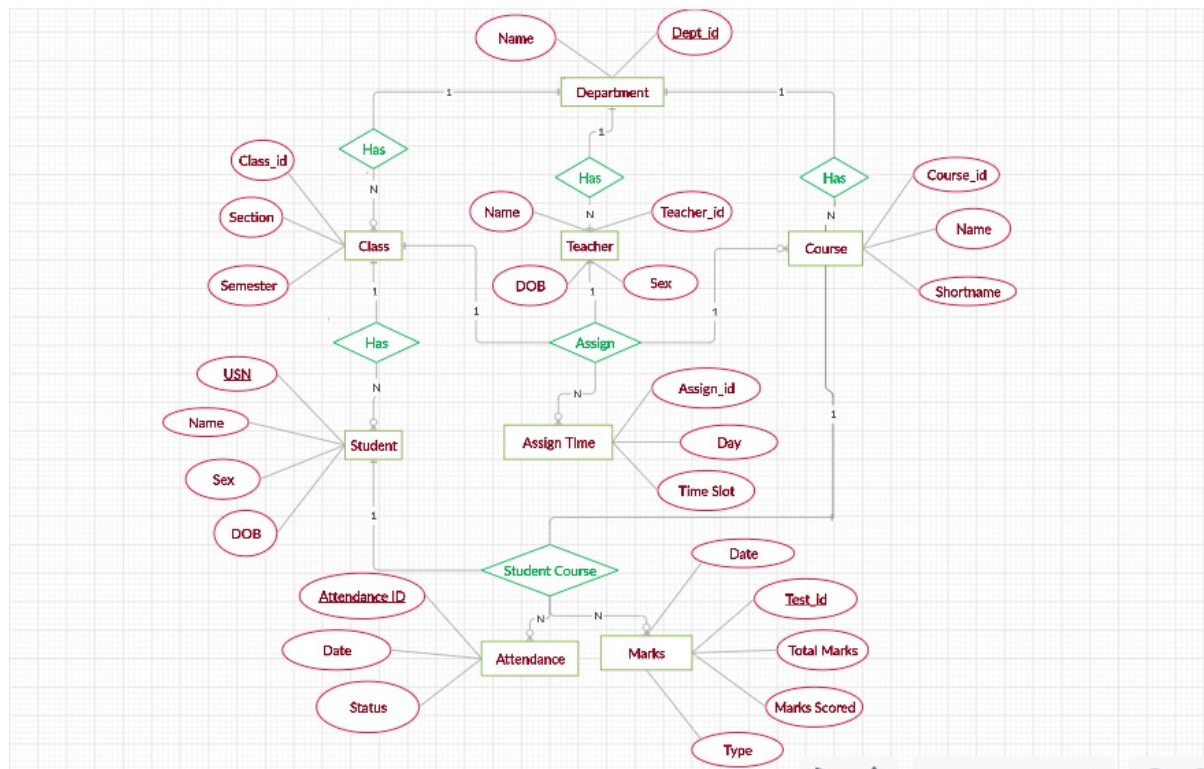 Name
Dept_id
Department
1
1
1
Has
Has
Has
Class_id
Course_id
N
N
N
Section
Name
Teacher_id
Name
Class
Teacher
Course
Semester
DOB
Sex
Shortname
1
1
1
1
Has
Assign
USN
N
N
Assign_id
1
Name
Student
Assign Time
Day
Sex
Time Slot
1
DOB
Student Course
Date
Attendance ID
Test_Id
N
N
Date
Attendance
Marks
Total Marks
Status
Marks Scored
Type